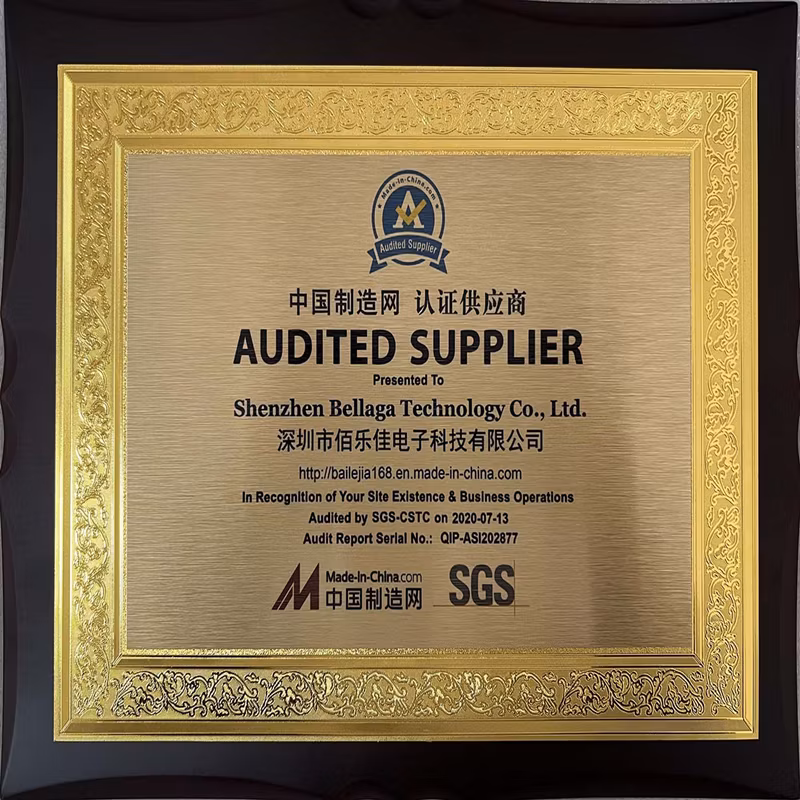 Made-in-China.com
A
Audited Supplier
中国制造网 认证供应商
AUDITED SUPPLIER
Presented To
Shenzhen Bellaga Technology Co., Ltd.
深圳市佰乐佳电子科技有限公司
http://bailejia168.en.made-in-china.com
In Recognition of Your Site Existence & Business Operations
Audited by SGS-CSTC on 2020-07-13
Audit Report Serial No.: QIP-ASI202877
Made-in-China.com
中国制造网
SGS